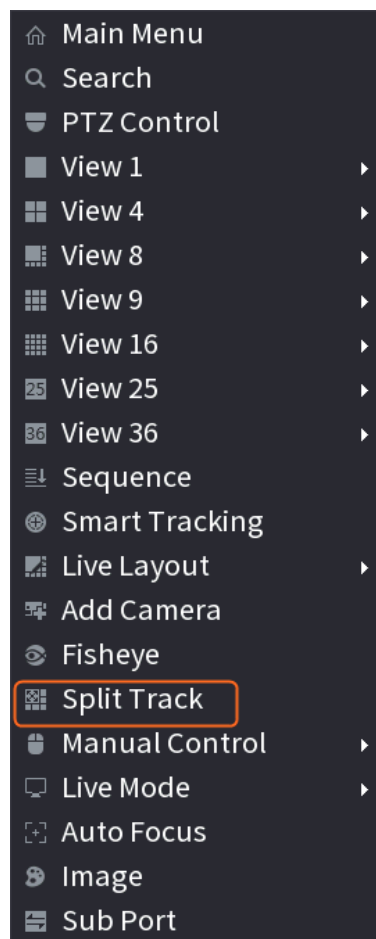 Main Menu
Search
PTZ Control
View 1
View 4
View 8
View 9
View 16
25 View 25
36 View 36
Sequence
Smart Tracking
Live Layout
Add Camera
Fisheye
Split Track
Manual Control
Live Mode
Auto Focus
Image
Sub Port